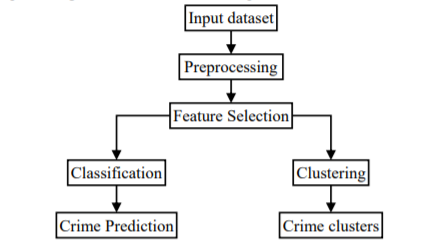 Input dataset
Preprocessing
Feature Selection
Classification
Clustering
Crime Prediction
Crime clusters